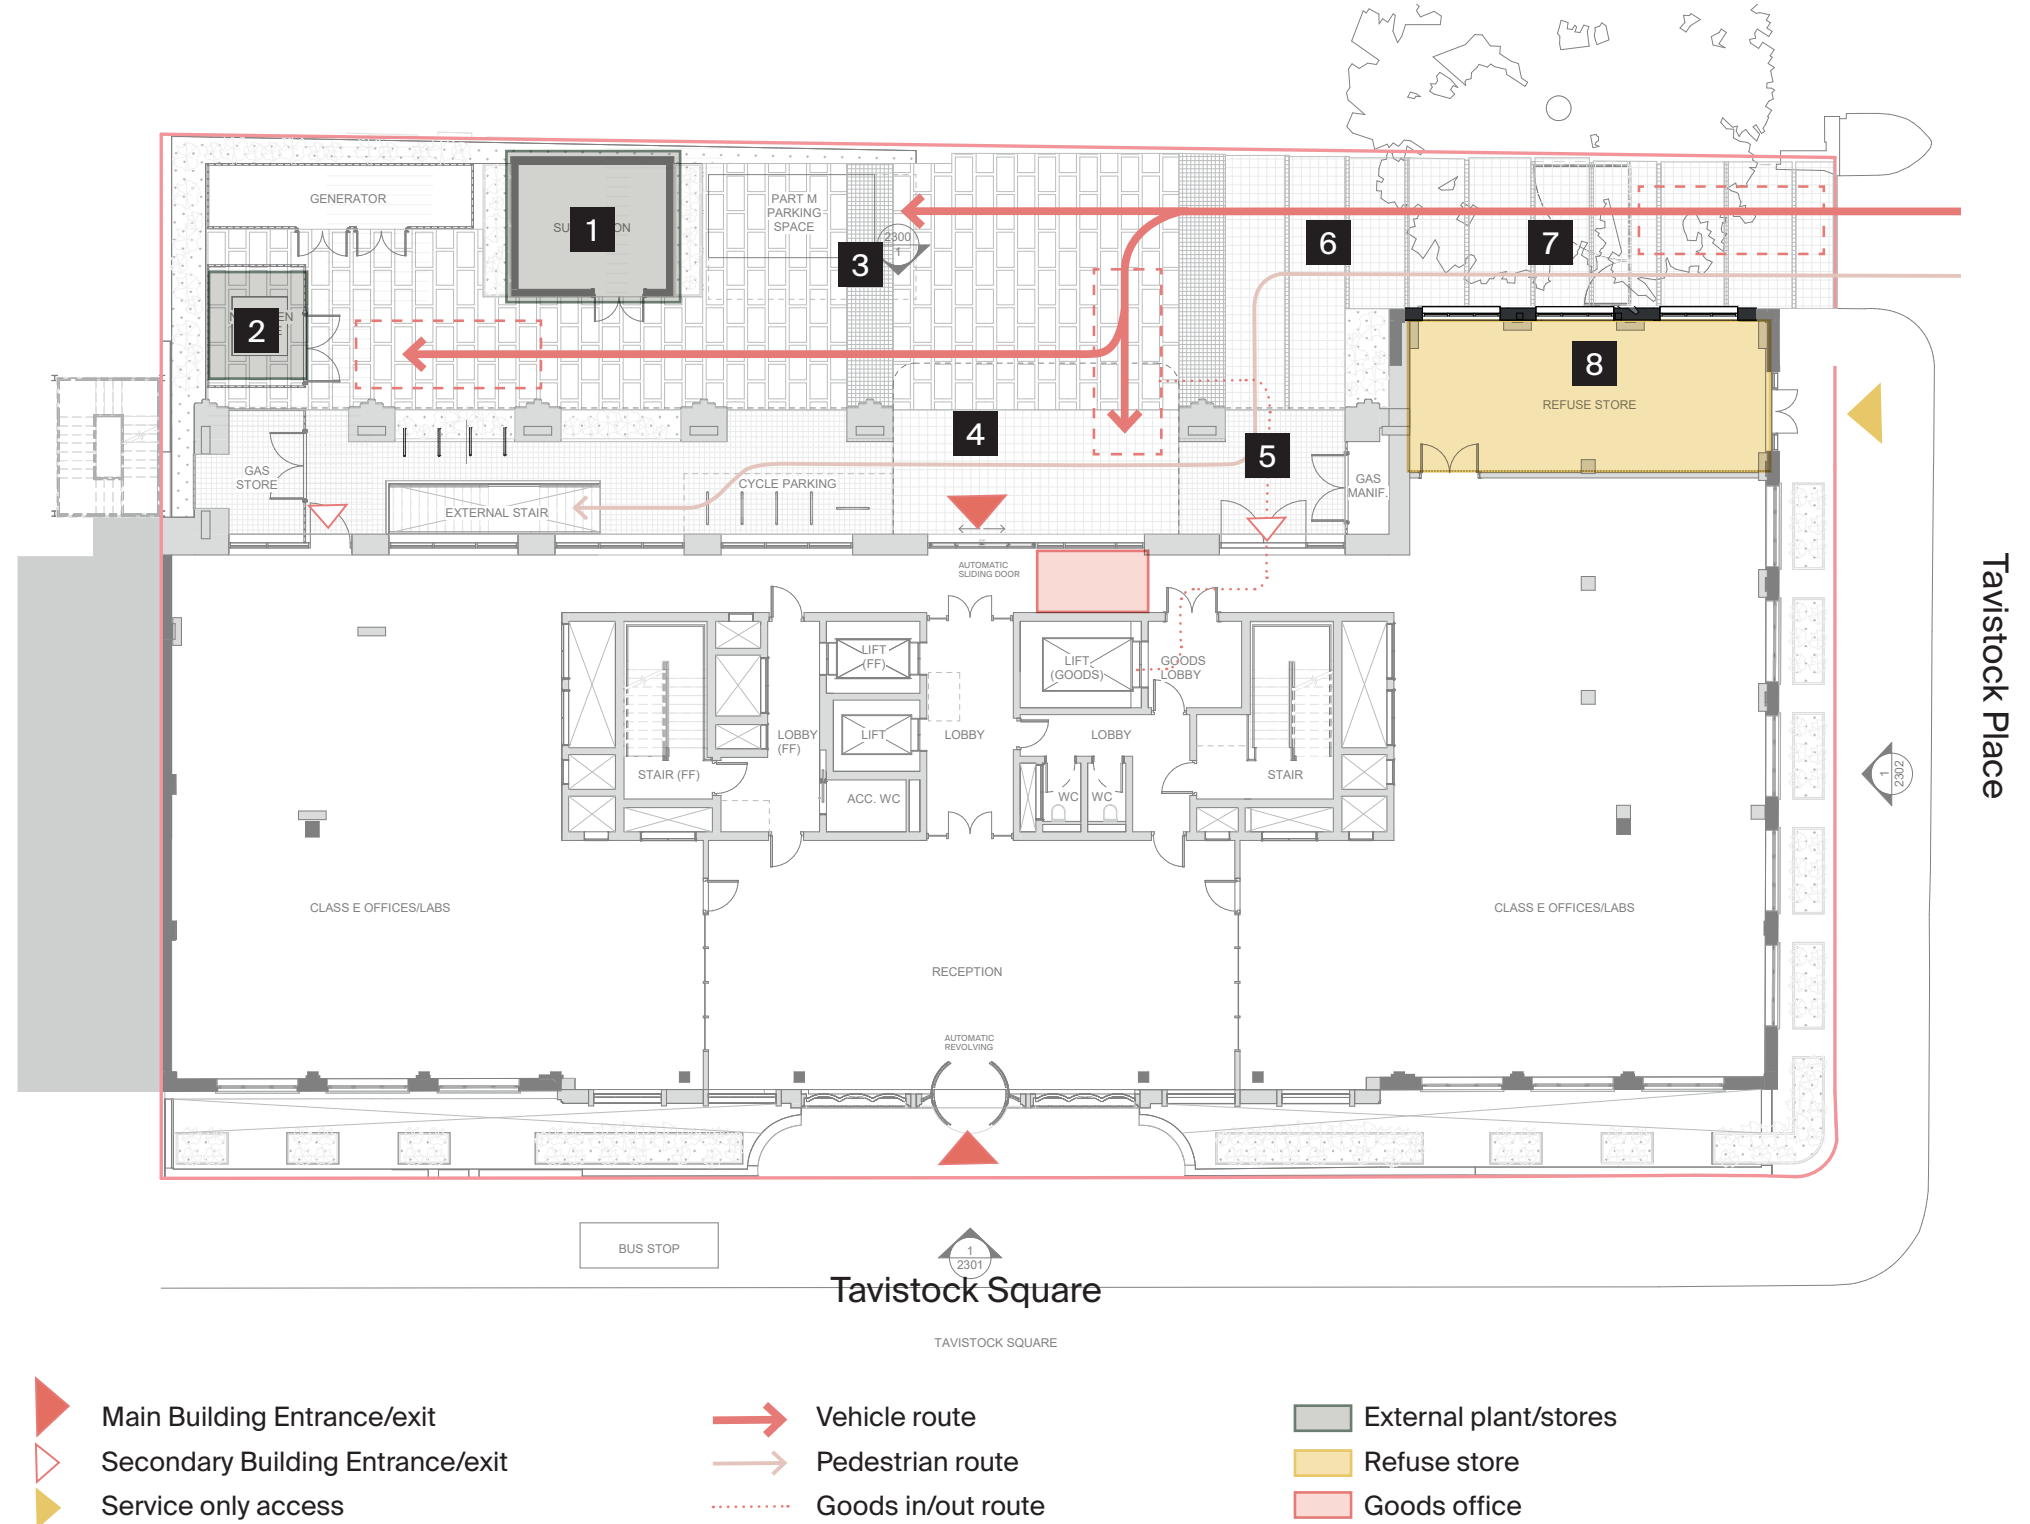 GENERATOR
1
PART M
PARKING
SPACE
2300
1
3
6
7
2
8
REFUSE STORE
4
5
GAS
STORE
CYCLE PARKING
GAS
MANIF.
EXTERNAL STAIR
AUTOMATIC
SLIDING DOOR
LIFT
(FF)
LIFT
(GOODS)
GOODS
LOBBY
LOBBY
(FF)
LIFT
LOBBY
LOBBY
STAIR (FF)
STAIR
ACC. WC
WC
WC
Tavistock Place
1
2302
CLASS E OFFICES/LABS
CLASS E OFFICES/LABS
RECEPTION
AUTOMATIC
REVOLVING
BUS STOP
1
2301
Tavistock Square
TAVISTOCK SQUARE
Main Building Entrance/exit
Secondary Building Entrance/exit
Service only access
Vehicle route
Pedestrian route
Goods in/out route
External plant/stores
Refuse store
Goods office